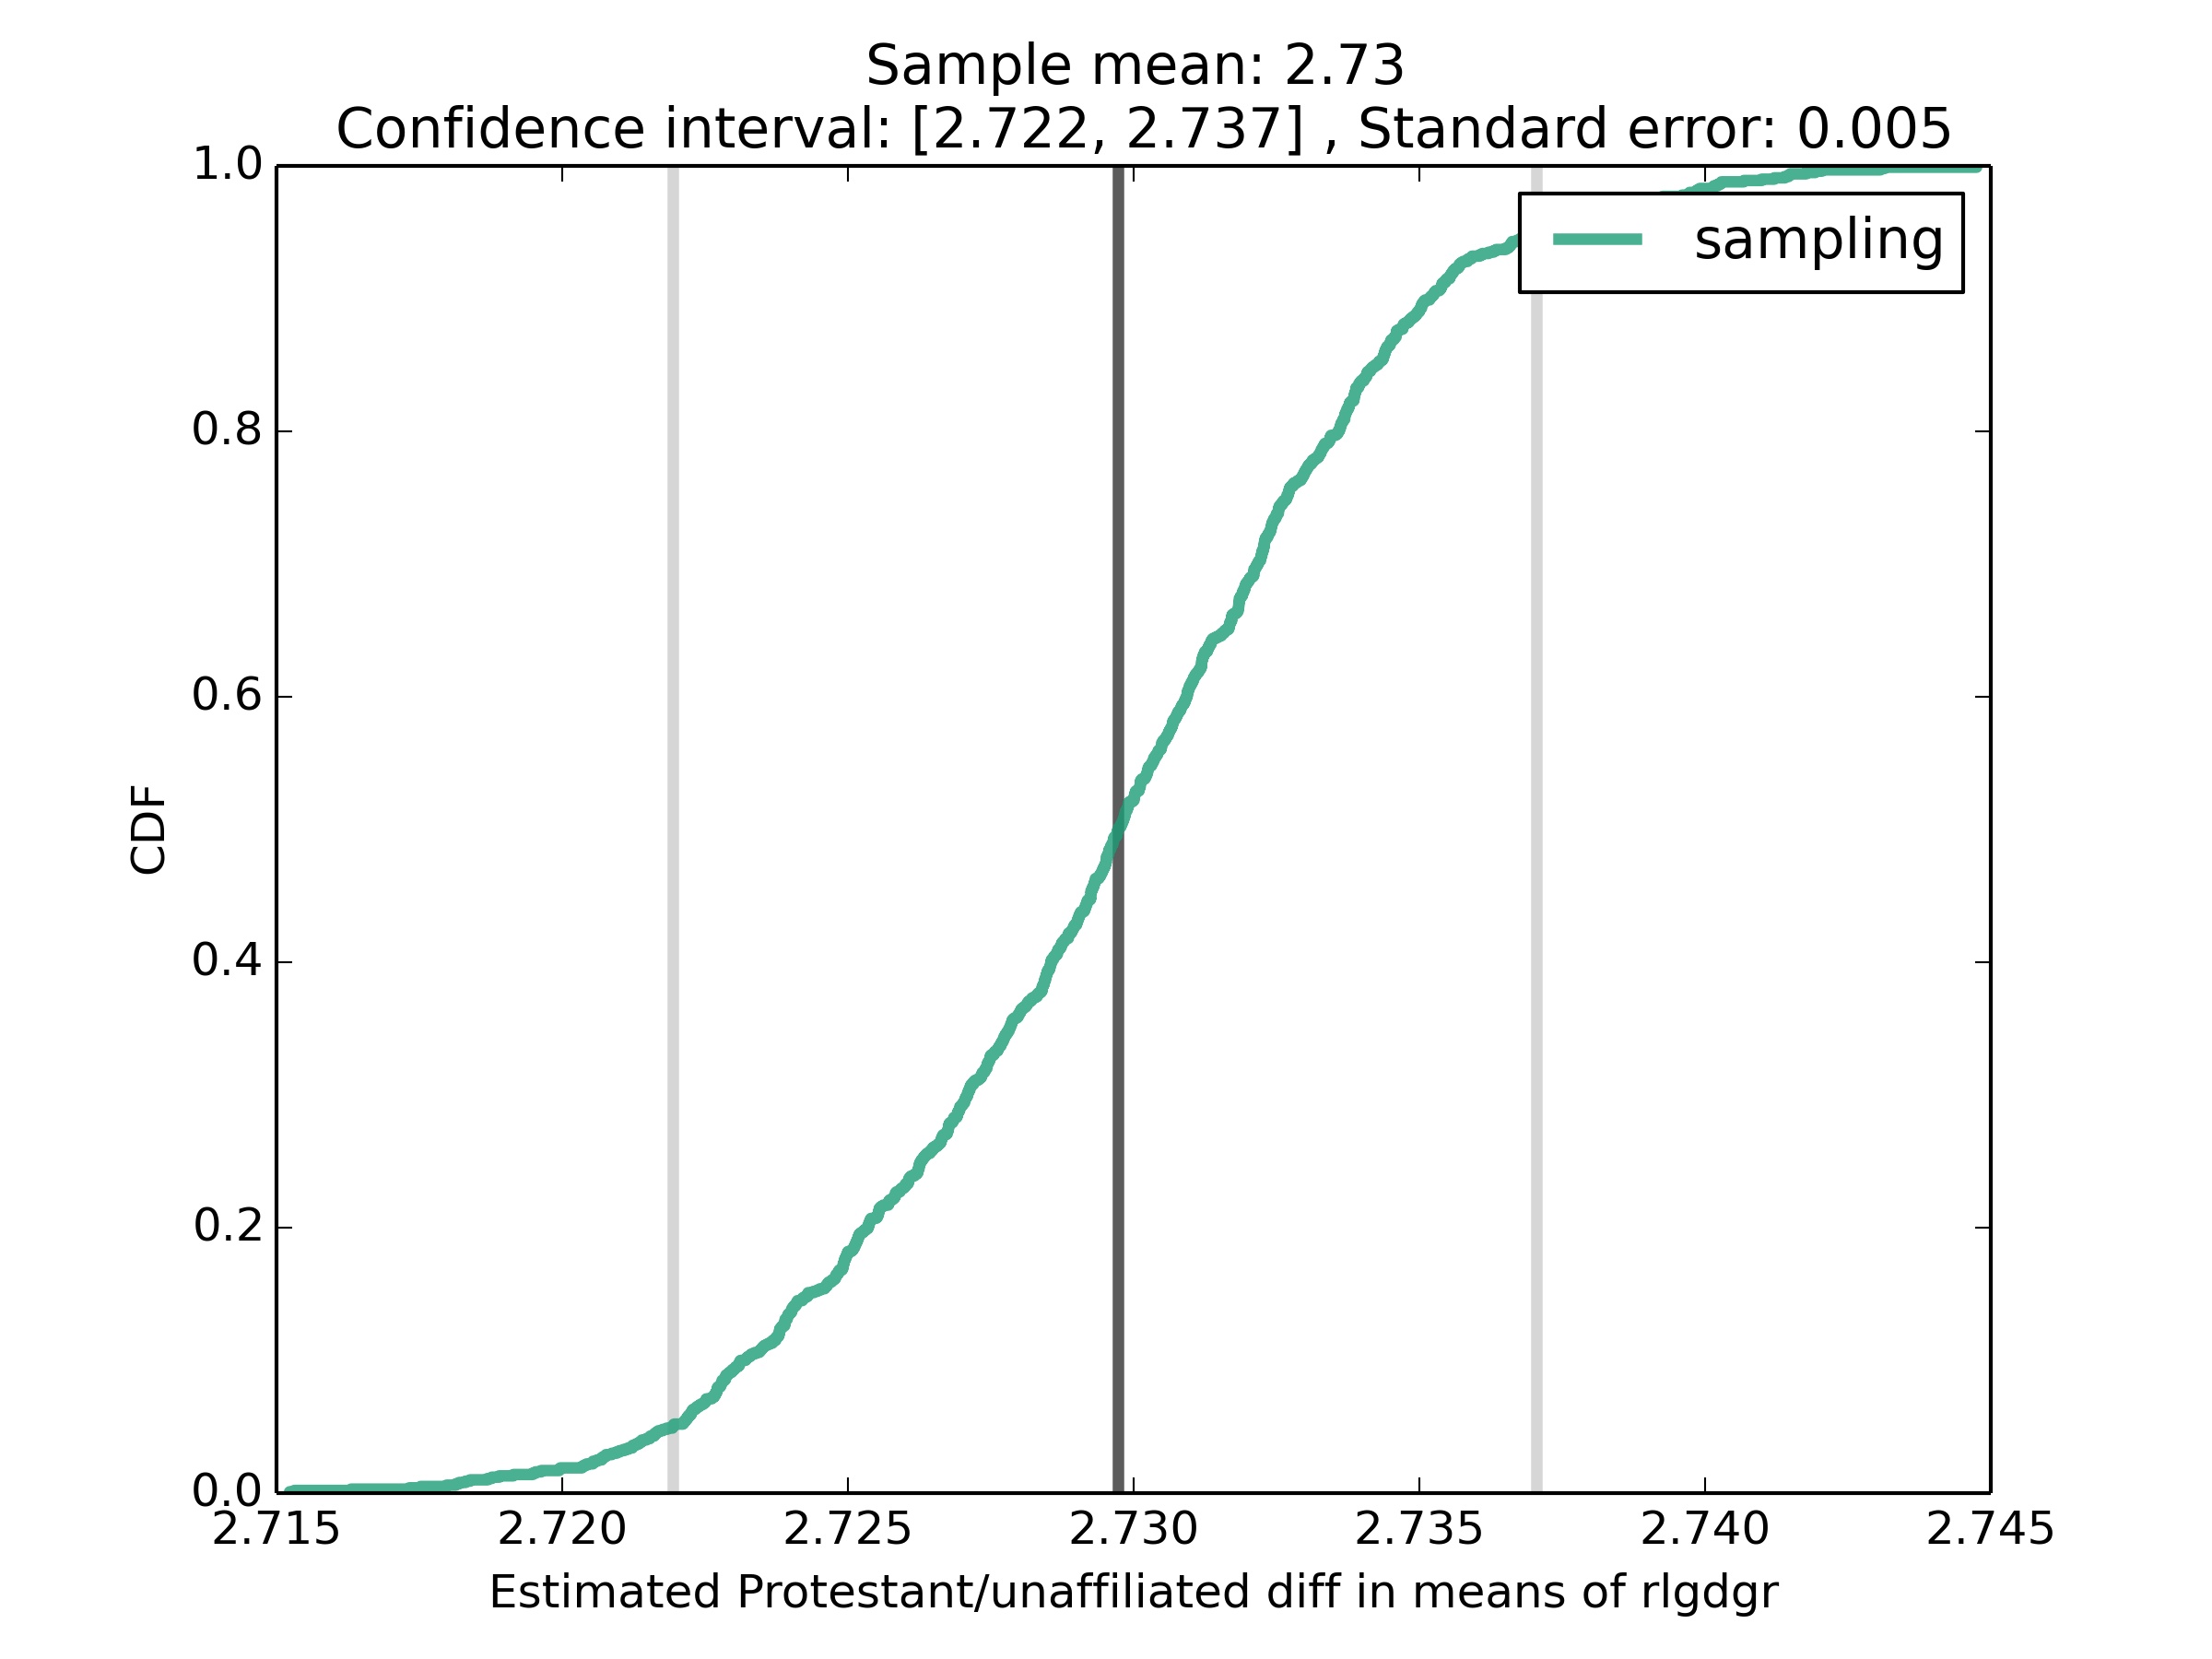 Sample mean: 2.73
Confidence interval: [2.722, 2.737] , Standard error: 0.005
1.0
sampling
0.8
0.6
CDF
0.4
0.2
0.0
2.715 2.720 2.725 2.730 2.735 2.740 2.745
Estimated Protestant/unaffiliated diff in means of rlgdgr